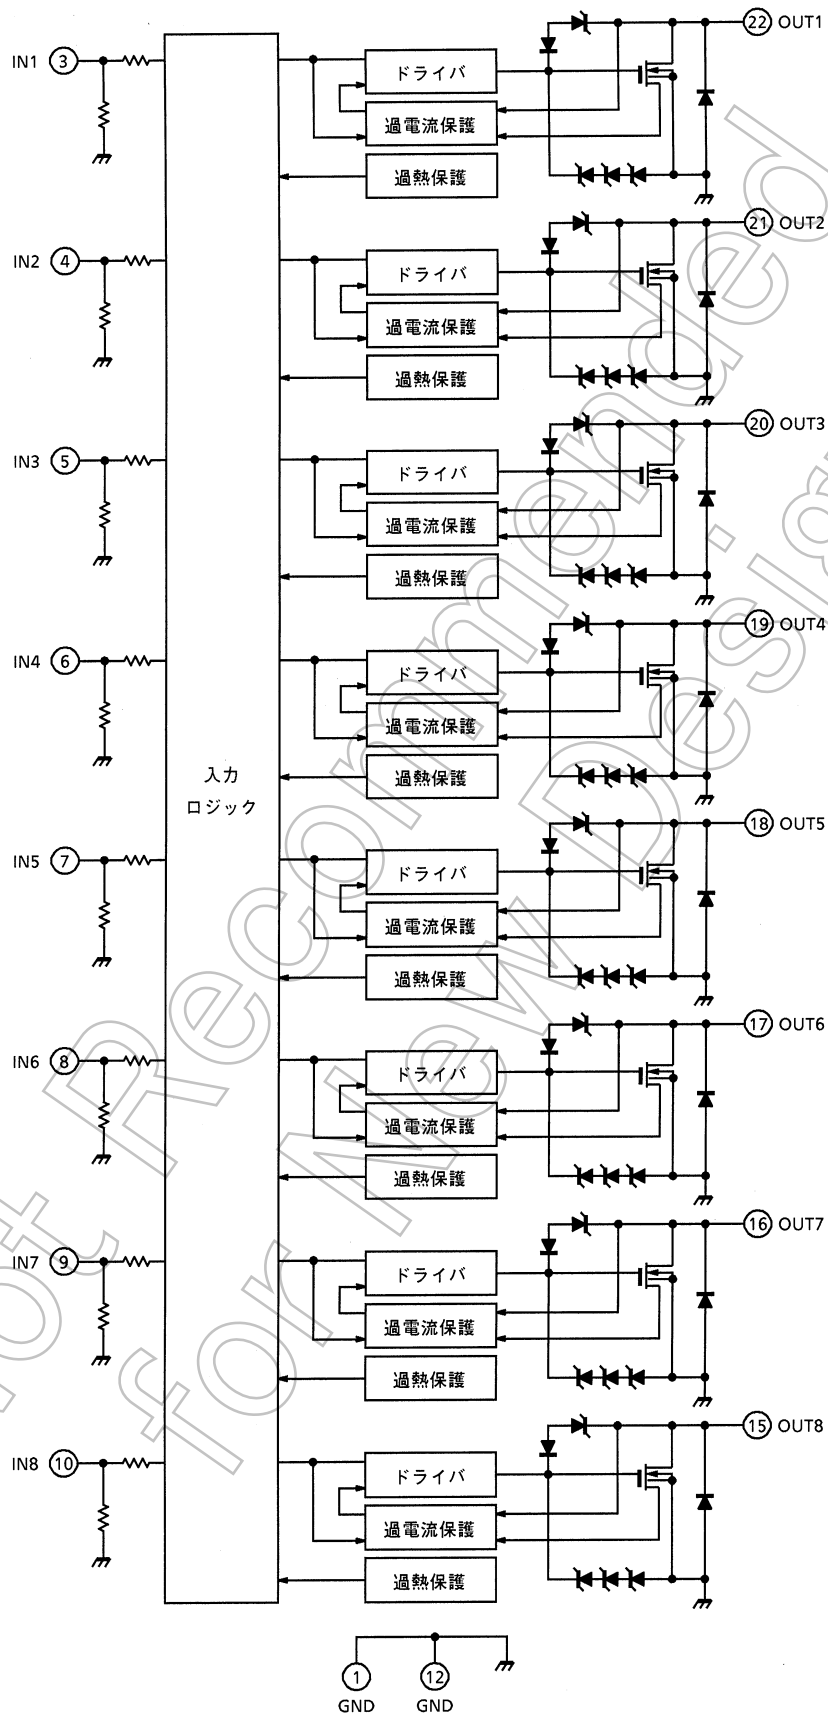 IN1 3
ドライバ
過電流保護
過熱保護
22 OUT1
IN2 4
ドライバ
過電流保護
過熱保護
21 OUT2
IN3 5
ドライバ
過電流保護
過熱保護
20 OUT3
IN4 6
ドライバ
過電流保護
過熱保護
19 OUT4
入力
ロジック
IN5 7
ドライバ
過電流保護
過熱保護
18 OUT5
IN6 8
ドライバ
過電流保護
過熱保護
17 OUT6
IN7 9
ドライバ
過電流保護
過熱保護
16 OUT7
IN8 10
ドライバ
過電流保護
過熱保護
15 OUT8
1 12
GND GND
Recommended
for New Desig